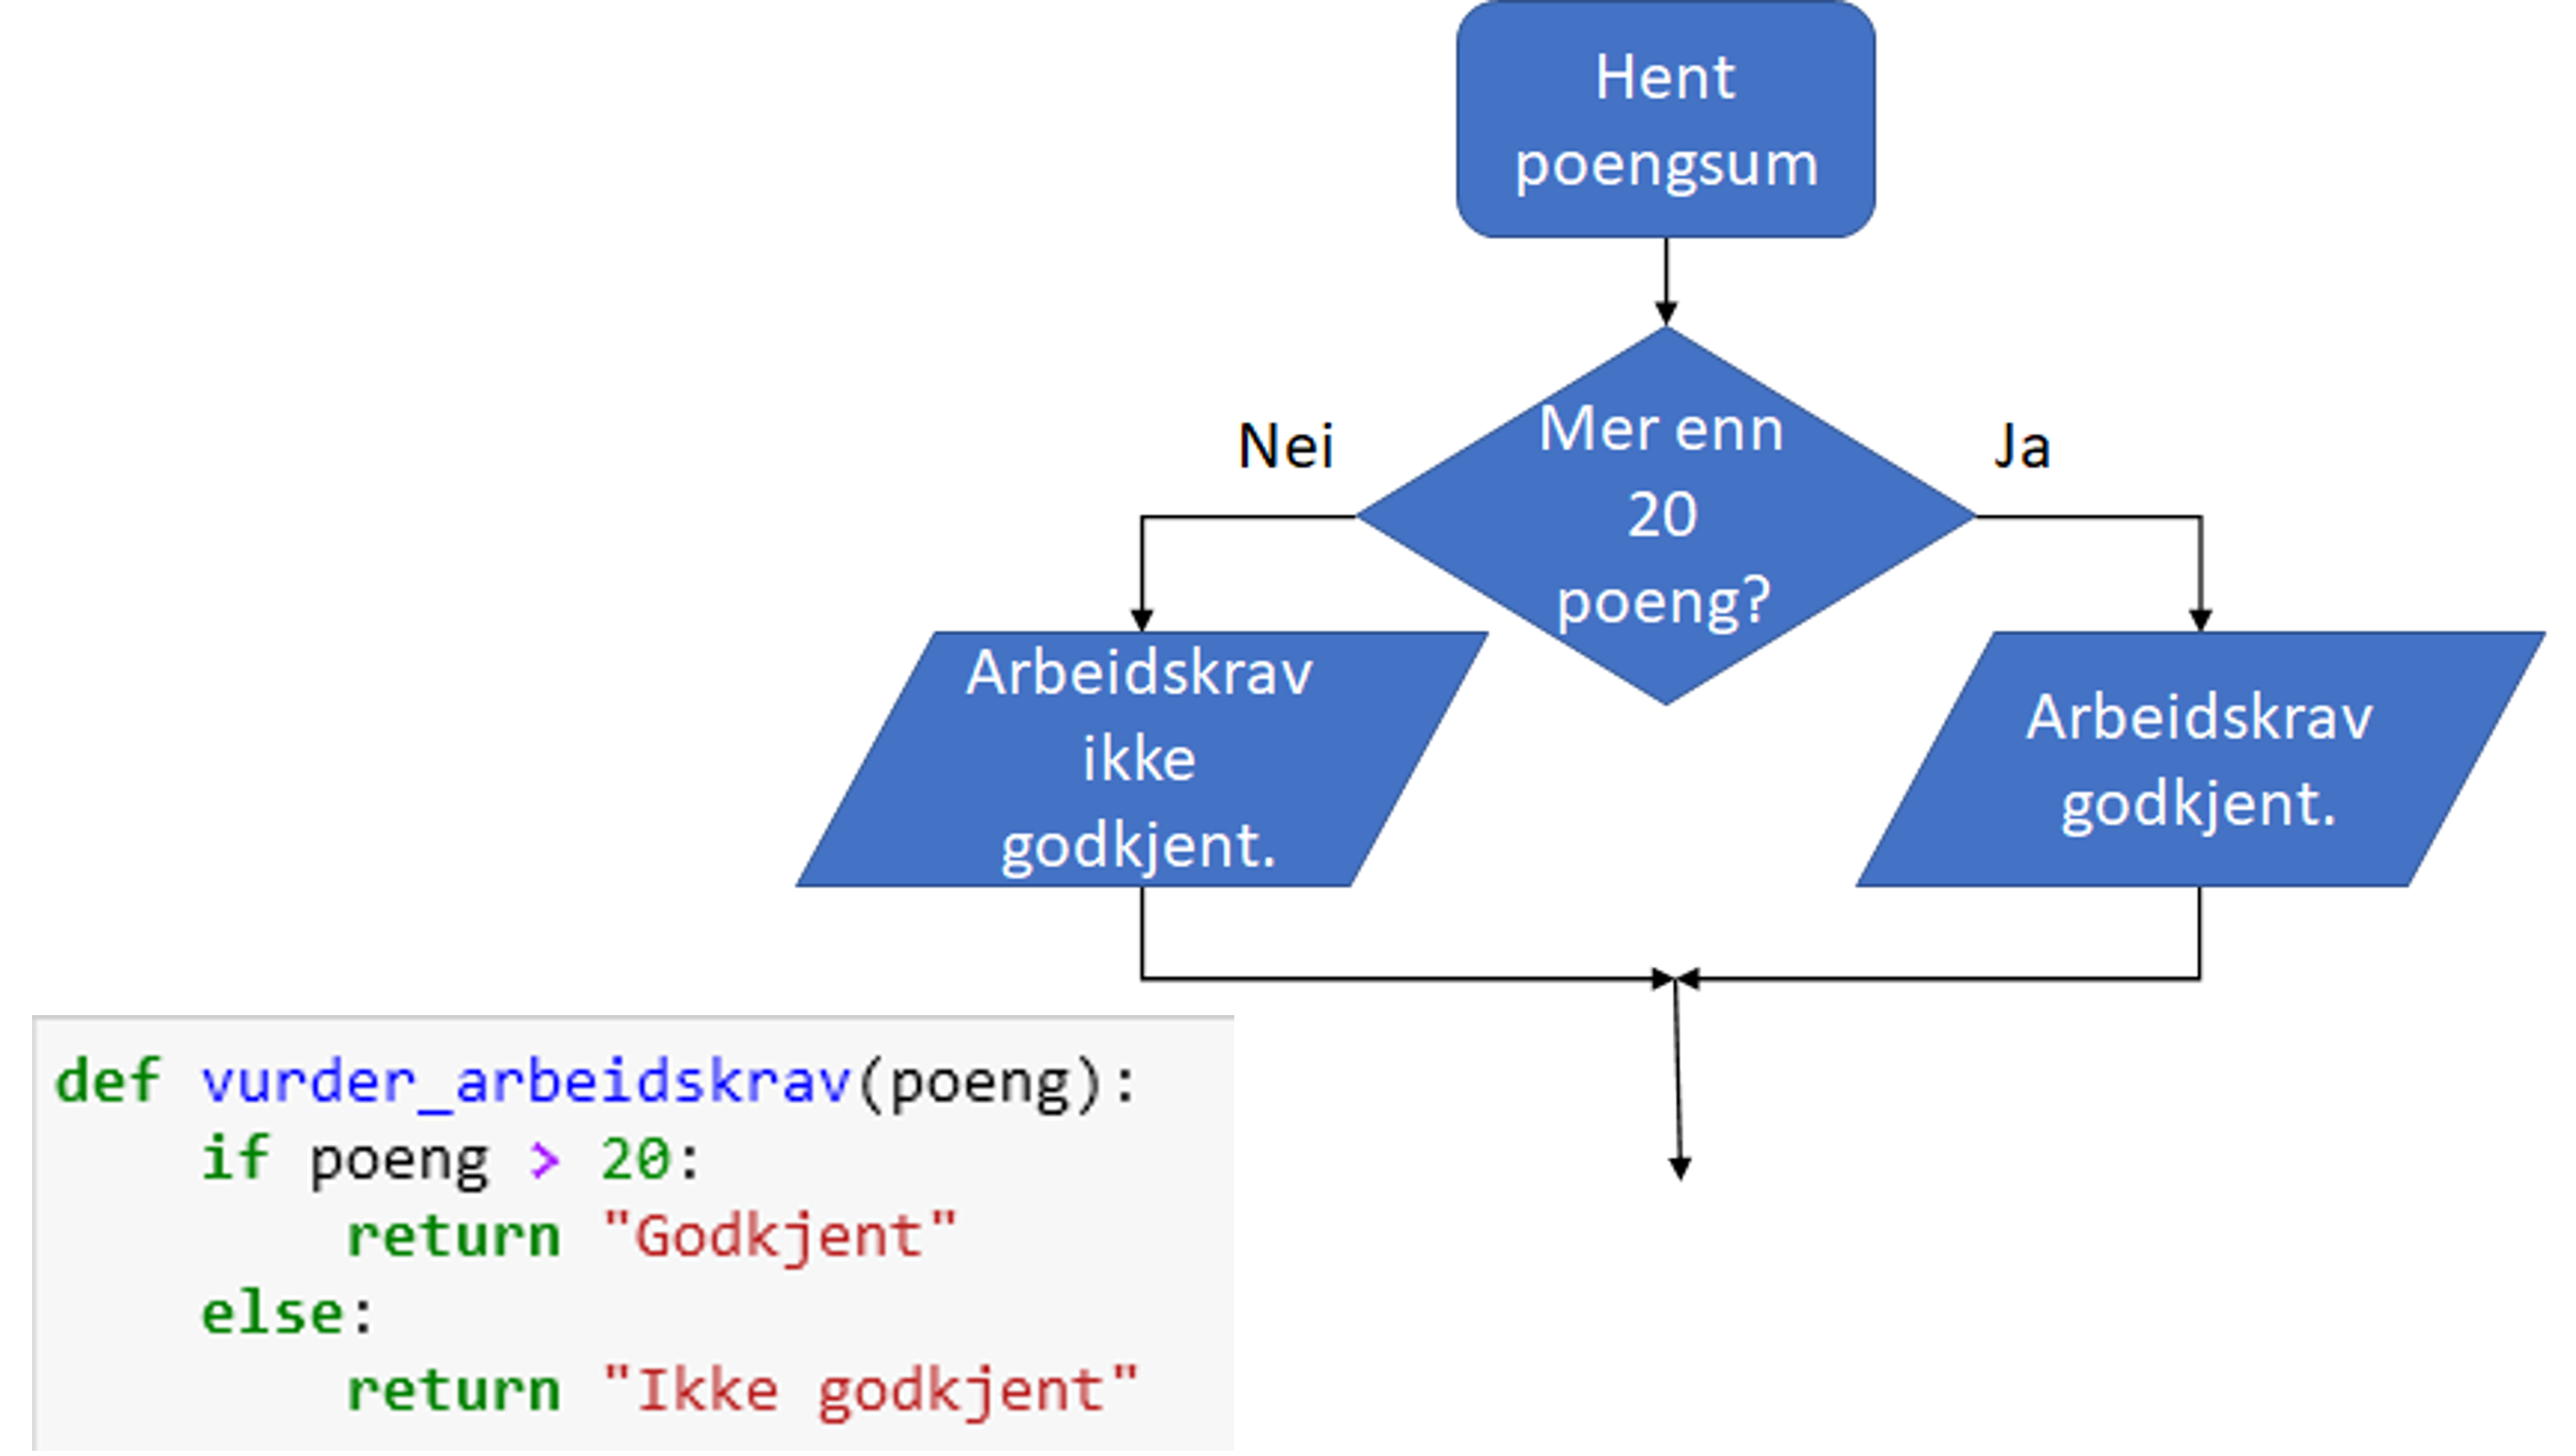 Hent
poengsum
Mer enn
20
poeng?
Nei
Ja
Arbeidskrav
ikke
godkjent.
Arbeidskrav
godkjent.
def vurder_arbeidskrav(poeng):
    if poeng > 20:
        return "Godkjent"
    else:
        return "Ikke godkjent"